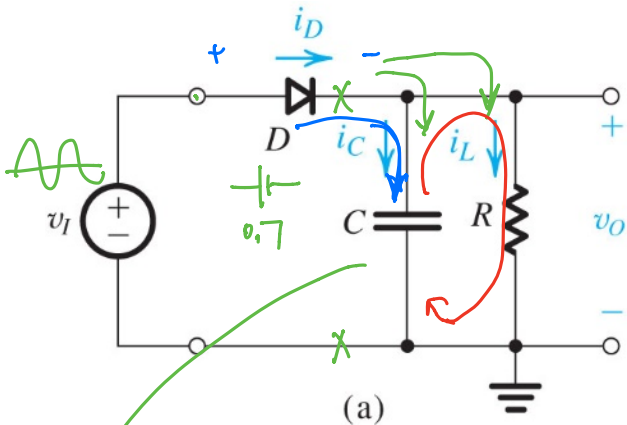 + i_D −
D i_C i_L +
v_I + − 0,7 C R v_O
−
(a)